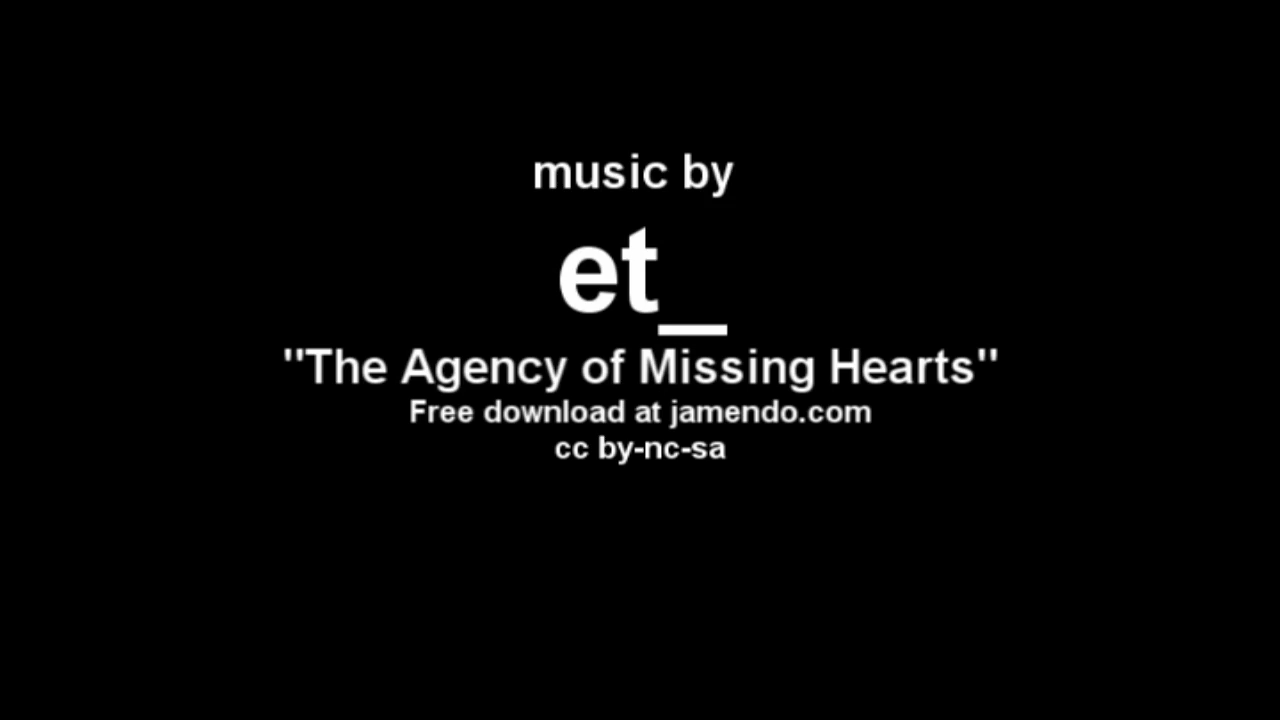 music by
et_
"The Agency of Missing Hearts"
Free download at jamendo.com
cc by-nc-sa